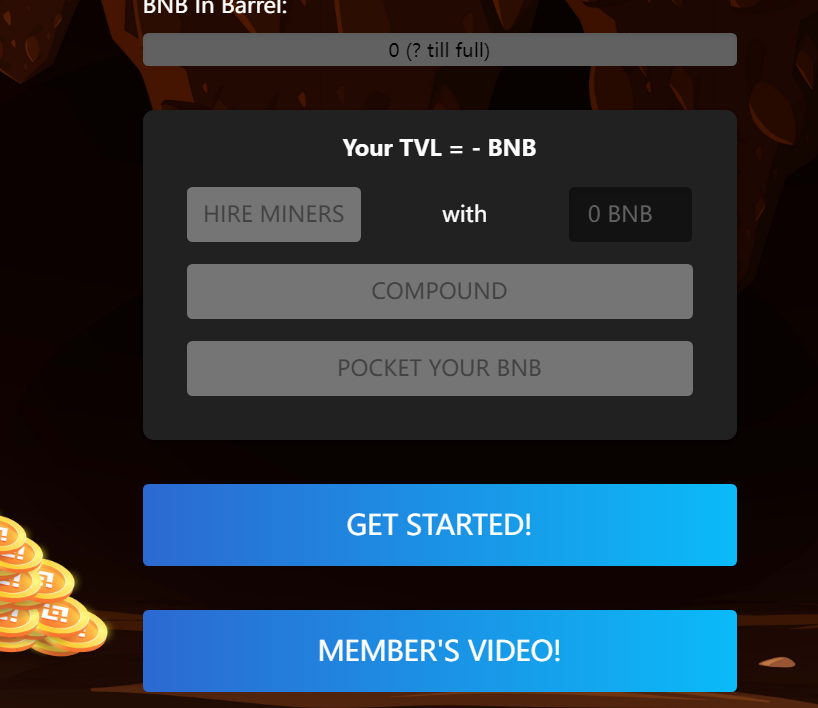 BNB In Barrel:
0 (? till full)
Your TVL = - BNB
HIRE MINERS with 0 BNB
COMPOUND
POCKET YOUR BNB
GET STARTED!
MEMBER'S VIDEO!